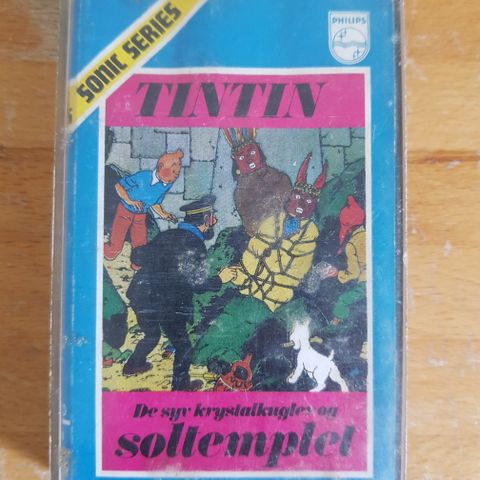 SONIC SERIES
PHILIPS
TINTIN
De syv krystalkugler og
soltemplet